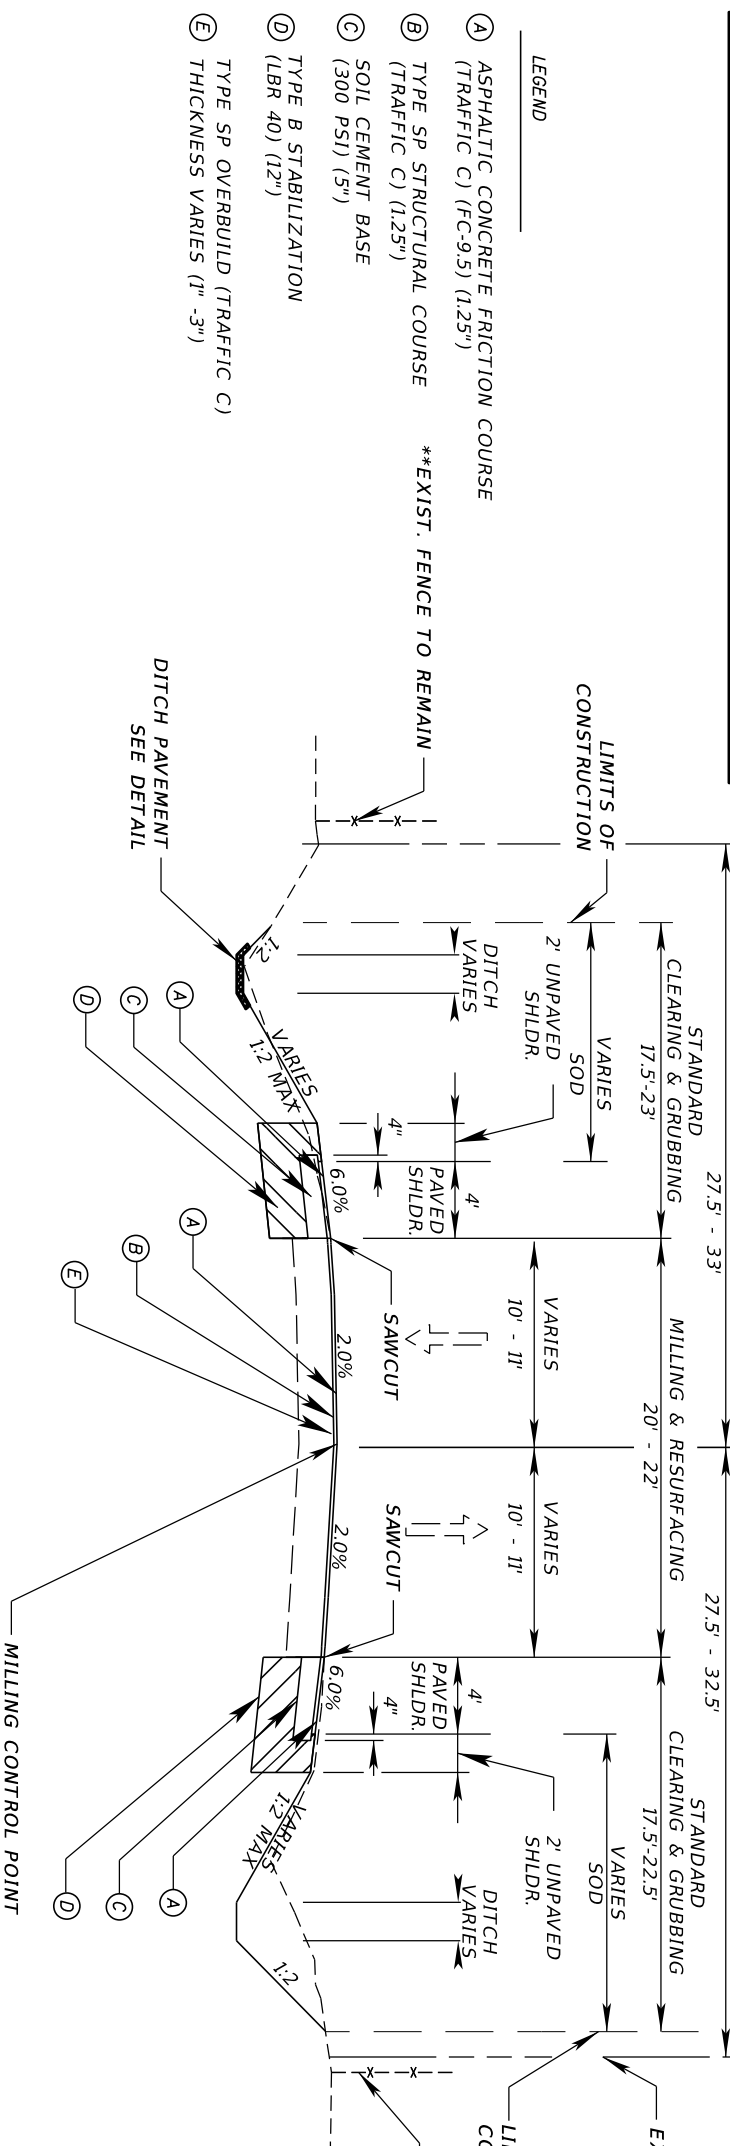 LEGEND
A ASPHALTIC CONCRETE FRICTION COURSE
(TRAFFIC C) (FC-9.5) (1.25")
B TYPE SP STRUCTURAL COURSE
(TRAFFIC C) (1.25")
C SOIL CEMENT BASE
(300 PSI) (5")
D TYPE B STABILIZATION
(LBR 40) (12")
E TYPE SP OVERBUILD (TRAFFIC C)
THICKNESS VARIES (1" -3")
27.5' - 33'
27.5' - 32.5'
STANDARD
CLEARING & GRUBBING
17.5'-23'
MILLING & RESURFACING
20' - 22'
STANDARD
CLEARING & GRUBBING
17.5'-22.5'
LIMITS OF
CONSTRUCTION
VARIES
SOD
VARIES
SOD
2' UNPAVED
SHLDR.
VARIES
10' - 11'
VARIES
10' - 11'
2' UNPAVED
SHLDR.
DITCH
VARIES
4'
PAVED
SHLDR.
4"
4'
PAVED
SHLDR.
4"
DITCH
VARIES
**EXIST. FENCE TO REMAIN
SAWCUT
SAWCUT
1:2
VARIES
1:2 MAX
6.0%
2.0%
2.0%
6.0%
VARIES
1:2 MAX
1:2
DITCH PAVEMENT
SEE DETAIL
A
C
D
A
B
E
A
C
D
MILLING CONTROL POINT